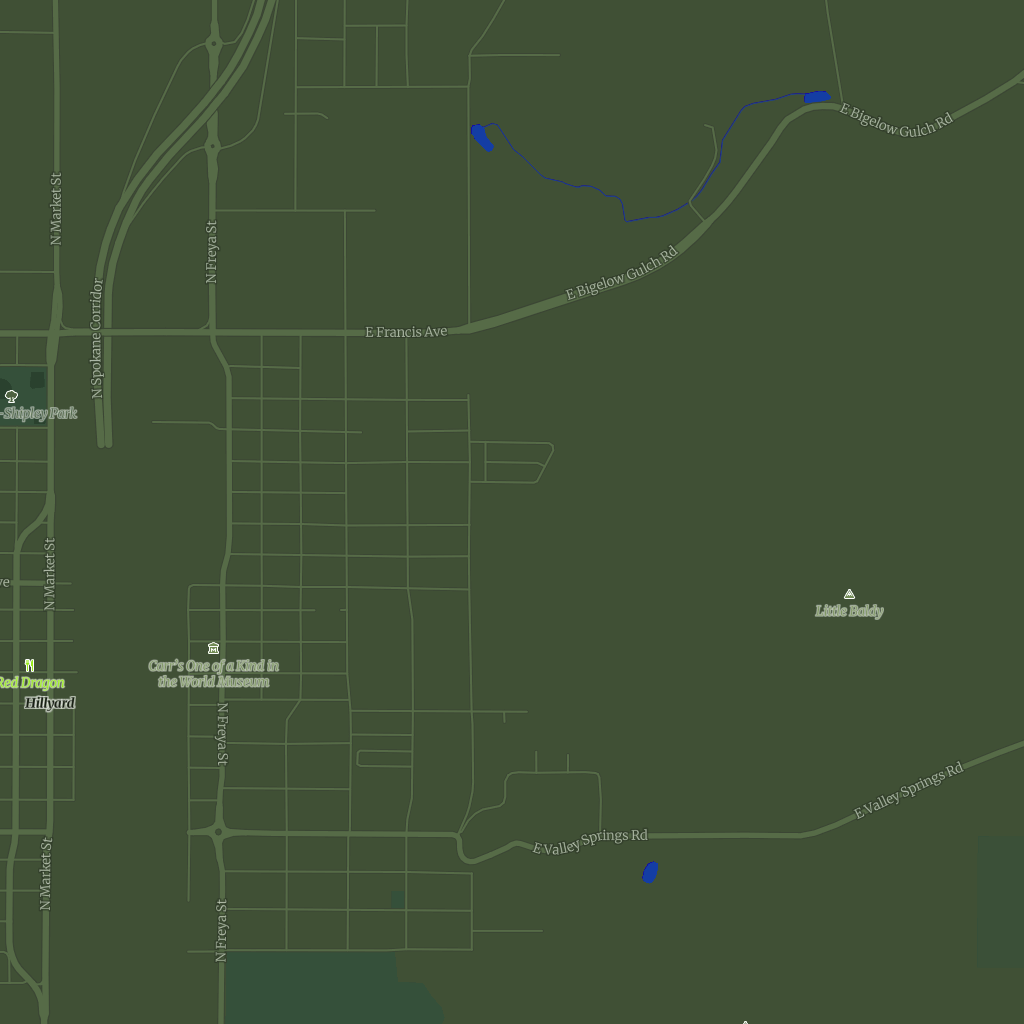 E Bigelow Gulch Rd
N Market St
N Freya St
E Bigelow Gulch Rd
N Spokane Corridor
E Francis Ave
-Shipley Park
N Market St
ve
Little Baldy
Carr's One of a Kind in
the World Museum
Red Dragon
Hillyard
N Freya St
E Valley Springs Rd
E Valley Springs Rd
N Market St
N Freya St